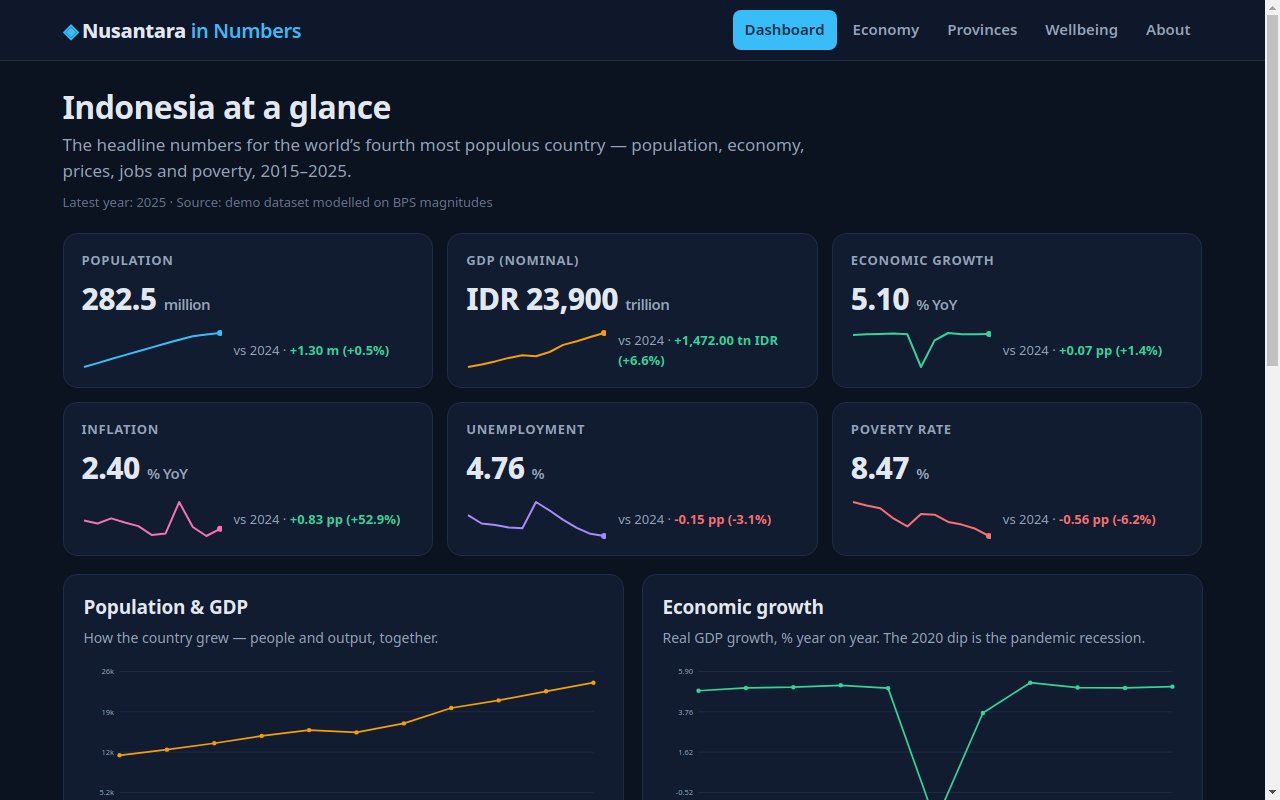 ◈ Nusantara in Numbers
Dashboard Economy Provinces Wellbeing About
Indonesia at a glance
The headline numbers for the world’s fourth most populous country — population, economy,
prices, jobs and poverty, 2015–2025.
Latest year: 2025 · Source: demo dataset modelled on BPS magnitudes
POPULATION
282.5 million
vs 2024 · +1.30 m (+0.5%)
GDP (NOMINAL)
IDR 23,900 trillion
vs 2024 · +1,472.00 tn IDR
(+6.6%)
ECONOMIC GROWTH
5.10 % YoY
vs 2024 · +0.07 pp (+1.4%)
INFLATION
2.40 % YoY
vs 2024 · +0.83 pp (+52.9%)
UNEMPLOYMENT
4.76 %
vs 2024 · -0.15 pp (-3.1%)
POVERTY RATE
8.47 %
vs 2024 · -0.56 pp (-6.2%)
Population & GDP
How the country grew — people and output, together.
26k
19k
12k
5.2k
Economic growth
Real GDP growth, % year on year. The 2020 dip is the pandemic recession.
5.90
3.76
1.62
-0.52